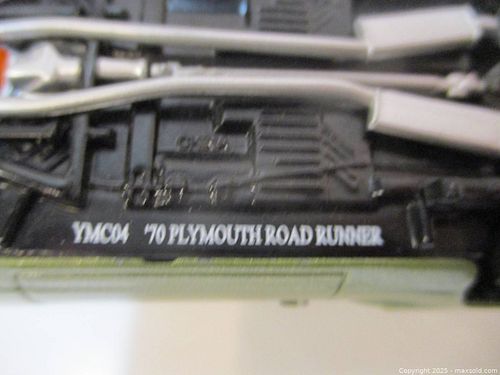 YMC04 '70 PLYMOUTH ROAD RUNNER
Copyright 2025 - maxsold.com